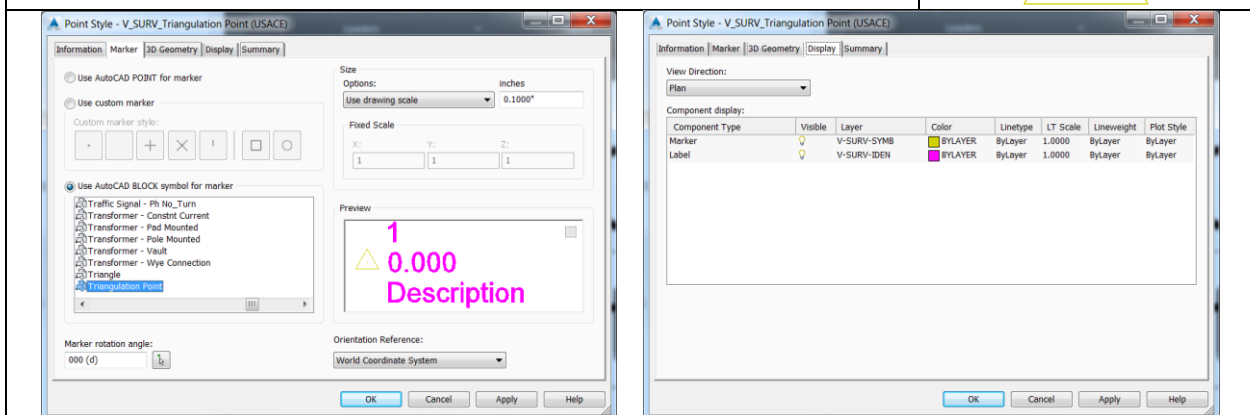 Point Style - V_SURV_Triangulation Point (USACE)
Information Marker 3D Geometry Display Summary
Use AutoCAD POINT for marker
Use custom marker
Custom marker style:
Use AutoCAD BLOCK symbol for marker
Traffic Signal - Ph No_Turn
Transformer - Constnt Current
Transformer - Pad Mounted
Transformer - Pole Mounted
Transformer - Vault
Transformer - Wye Connection
Triangle
Triangulation Point
Marker rotation angle:
000 (d)
Size
Options: inches
Use drawing scale 0.1000"
Fixed Scale
X: Y: Z:
1 1 1
Preview
1
0.000
Description
Orientation Reference:
World Coordinate System
OK Cancel Apply Help
Point Style - V_SURV_Triangulation Point (USACE)
Information Marker 3D Geometry Display Summary
View Direction:
Plan
Component display:
Component Type Visible Layer Color Linetype LT Scale Lineweight Plot Style
Marker V-SURV-SYMB BYLAYER ByLayer 1.0000 ByLayer ByLayer
Label V-SURV-IDEN BYLAYER ByLayer 1.0000 ByLayer ByLayer
OK Cancel Apply Help